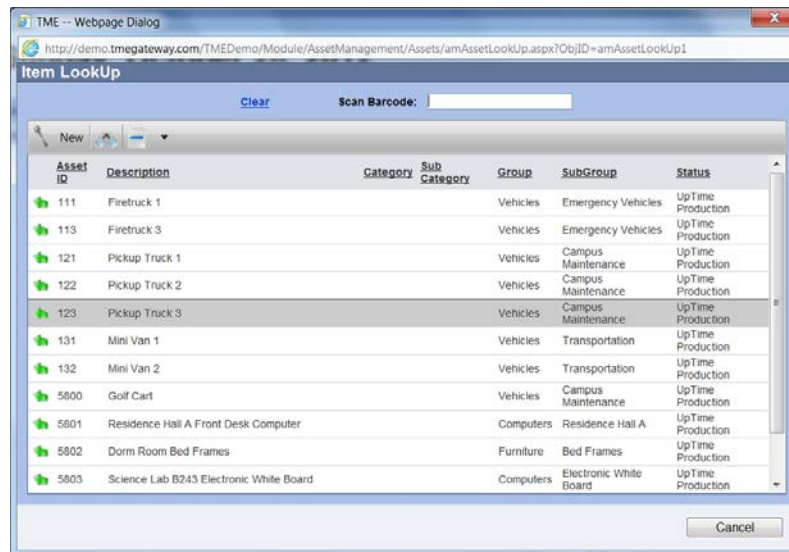 TME -- Webpage Dialog
http://demo.tmegateway.com/TMEDemo/Module/AssetManagement/Assets/amAssetLookUp.aspx?ObjID=amAssetLookUp1
Item LookUp
Clear Scan Barcode:
New
Asset ID Description Category Sub Category Group SubGroup Status
111 Firetruck 1 Vehicles Emergency Vehicles UpTime Production
113 Firetruck 3 Vehicles Emergency Vehicles UpTime Production
121 Pickup Truck 1 Vehicles Campus Maintenance UpTime Production
122 Pickup Truck 2 Vehicles Campus Maintenance UpTime Production
123 Pickup Truck 3 Vehicles Campus Maintenance UpTime Production
131 Mini Van 1 Vehicles Transportation UpTime Production
132 Mini Van 2 Vehicles Transportation UpTime Production
5800 Golf Cart Vehicles Campus Maintenance UpTime Production
5801 Residence Hall A Front Desk Computer Computers Residence Hall A UpTime Production
5802 Dorm Room Bed Frames Furniture Bed Frames UpTime Production
5803 Science Lab B243 Electronic White Board Computers Electronic White Board UpTime Production
Cancel